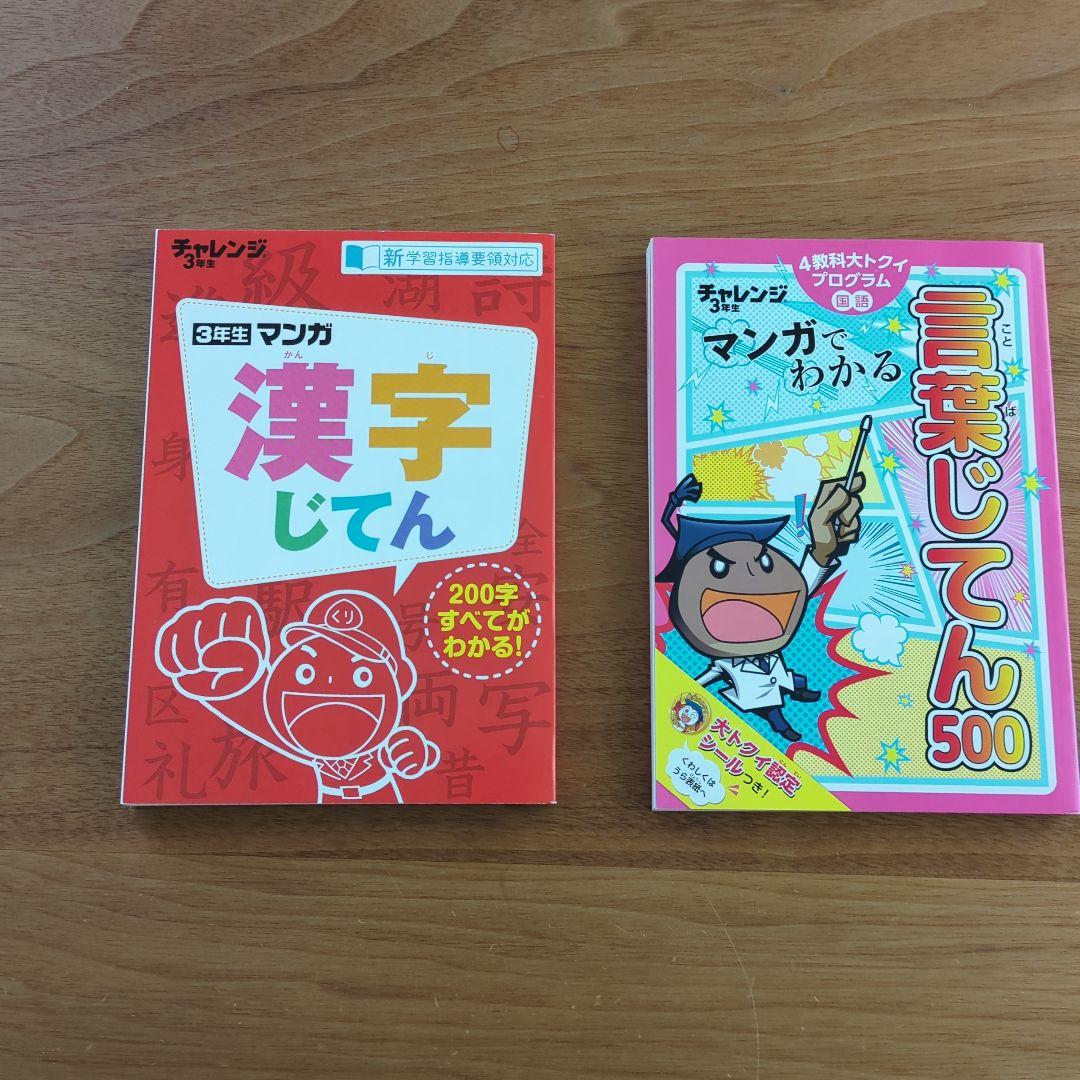 チャレンジ
3年生
新学習指導要領対応
3年生 マンガ
かん じ
漢字
じてん
200字
すべてが
わかる!
くり
級
湖
詩
身
有
駅
全
区
両
写
礼
旅
昔
4教科大トクイ
プログラム
国語
チャレンジ
3年生
マンガで
わかる
こと ば
言葉じてん500
大トクイ認定
シールつき!
くわしくは
うら表紙へ